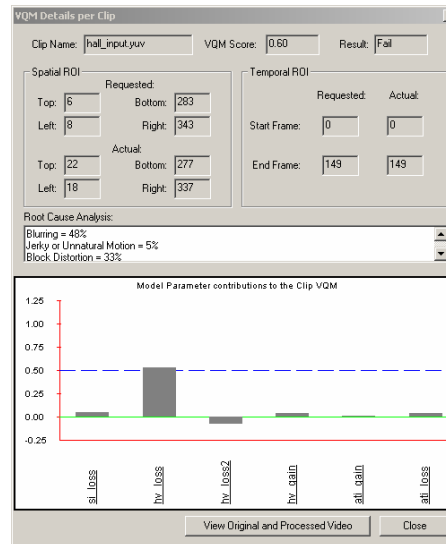 VQM Details per Clip
Clip Name: hall_input.yuv VQM Score: 0.60 Result: Fail
Spatial ROI
Requested:
Top: 6 Bottom: 283
Left: 8 Right: 343
Actual:
Top: 22 Bottom: 277
Left: 18 Right: 337
Temporal ROI
Requested: Actual:
Start Frame: 0 0
End Frame: 149 149
Root Cause Analysis:
Blurring = 48%
Jerky or Unnatural Motion = 5%
Block Distortion = 33%
Model Parameter contributions to the Clip VQM
1.25
1.00
0.75
0.50
0.25
0.00
-0.25
si_loss
hv_loss
hv_loss2
hv_gain
ati_gain
ati_loss
View Original and Processed Video Close